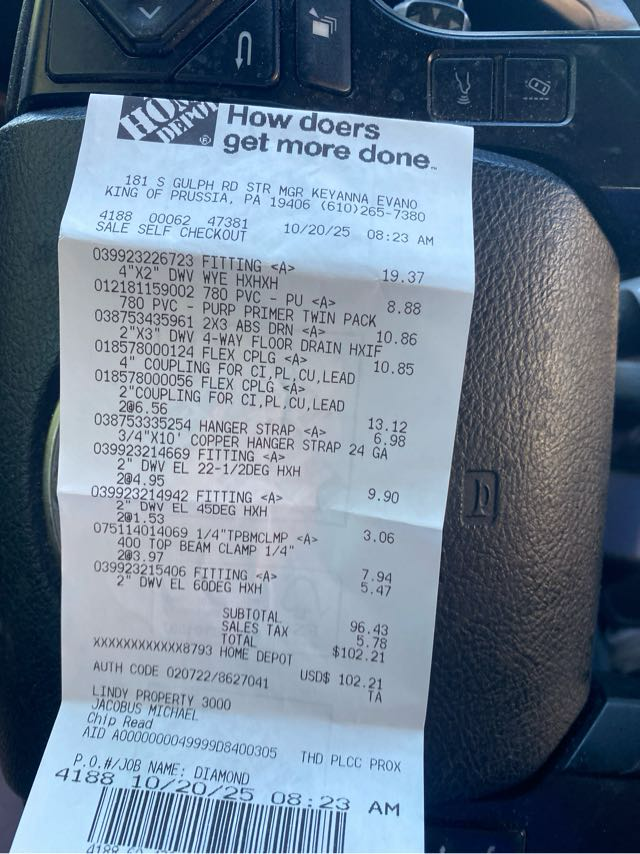 HOME DEPOT
How doers
get more done™
181 S GULPH RD STR MGR KEYANNA EVANO
KING OF PRUSSIA, PA 19406 (610)265-7380
4188 00062 47381 10/20/25 08:23 AM
SALE SELF CHECKOUT
039923226723 FITTING <A> 19.37
4"X2" DWV WYE HXHXH
012181159002 780 PVC - PU <A> 8.88
780 PVC - PURP PRIMER TWIN PACK
038753435961 2X3 ABS DRN <A> 10.86
2"X3" DWV 4-WAY FLOOR DRAIN HXIF
018578000124 FLEX CPLG <A> 10.85
4" COUPLING FOR CI,PL,CU,LEAD
018578000056 FLEX CPLG <A>
2"COUPLING FOR CI,PL,CU,LEAD
2@6.56 13.12
038753335254 HANGER STRAP <A> 6.98
3/4"X10' COPPER HANGER STRAP 24 GA
039923214669 FITTING <A>
2" DWV EL 22-1/2DEG HXH
2@4.95 9.90
039923214942 FITTING <A>
2" DWV EL 45DEG HXH
2@1.53 3.06
075114014069 1/4"TPBMCLMP <A>
400 TOP BEAM CLAMP 1/4"
2@3.97 7.94
039923215406 FITTING <A> 5.47
2" DWV EL 60DEG HXH
SUBTOTAL 96.43
SALES TAX 5.78
TOTAL $102.21
XXXXXXXXXXXX8793 HOME DEPOT
USD$ 102.21
AUTH CODE 020722/8627041 TA
LINDY PROPERTY 3000
JACOBUS MICHAEL
Chip Read
AID A0000000049999D8400305 THD PLCC PROX
P.O.#/JOB NAME: DIAMOND
4188 10/20/25 08:23 AM